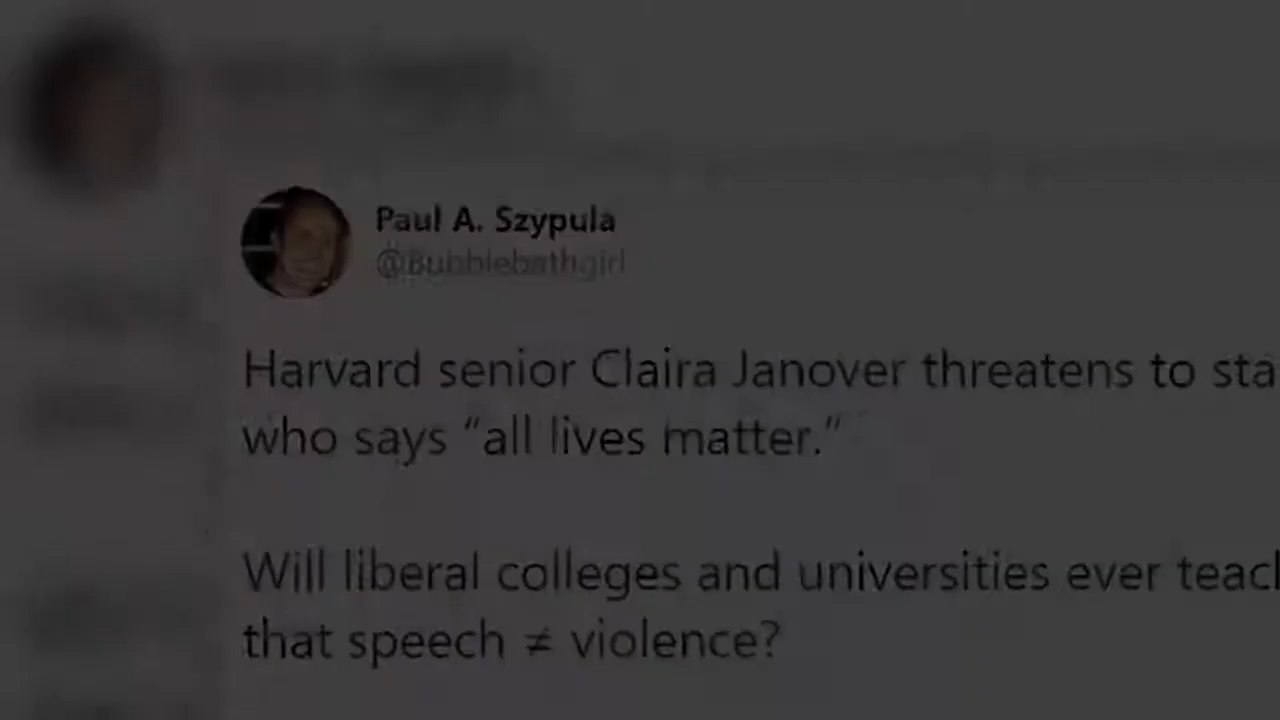 Paul A. Szypula
@Bubblebathgirl
Harvard senior Claira Janover threatens to sta
who says “all lives matter.”
Will liberal colleges and universities ever teach
that speech ≠ violence?